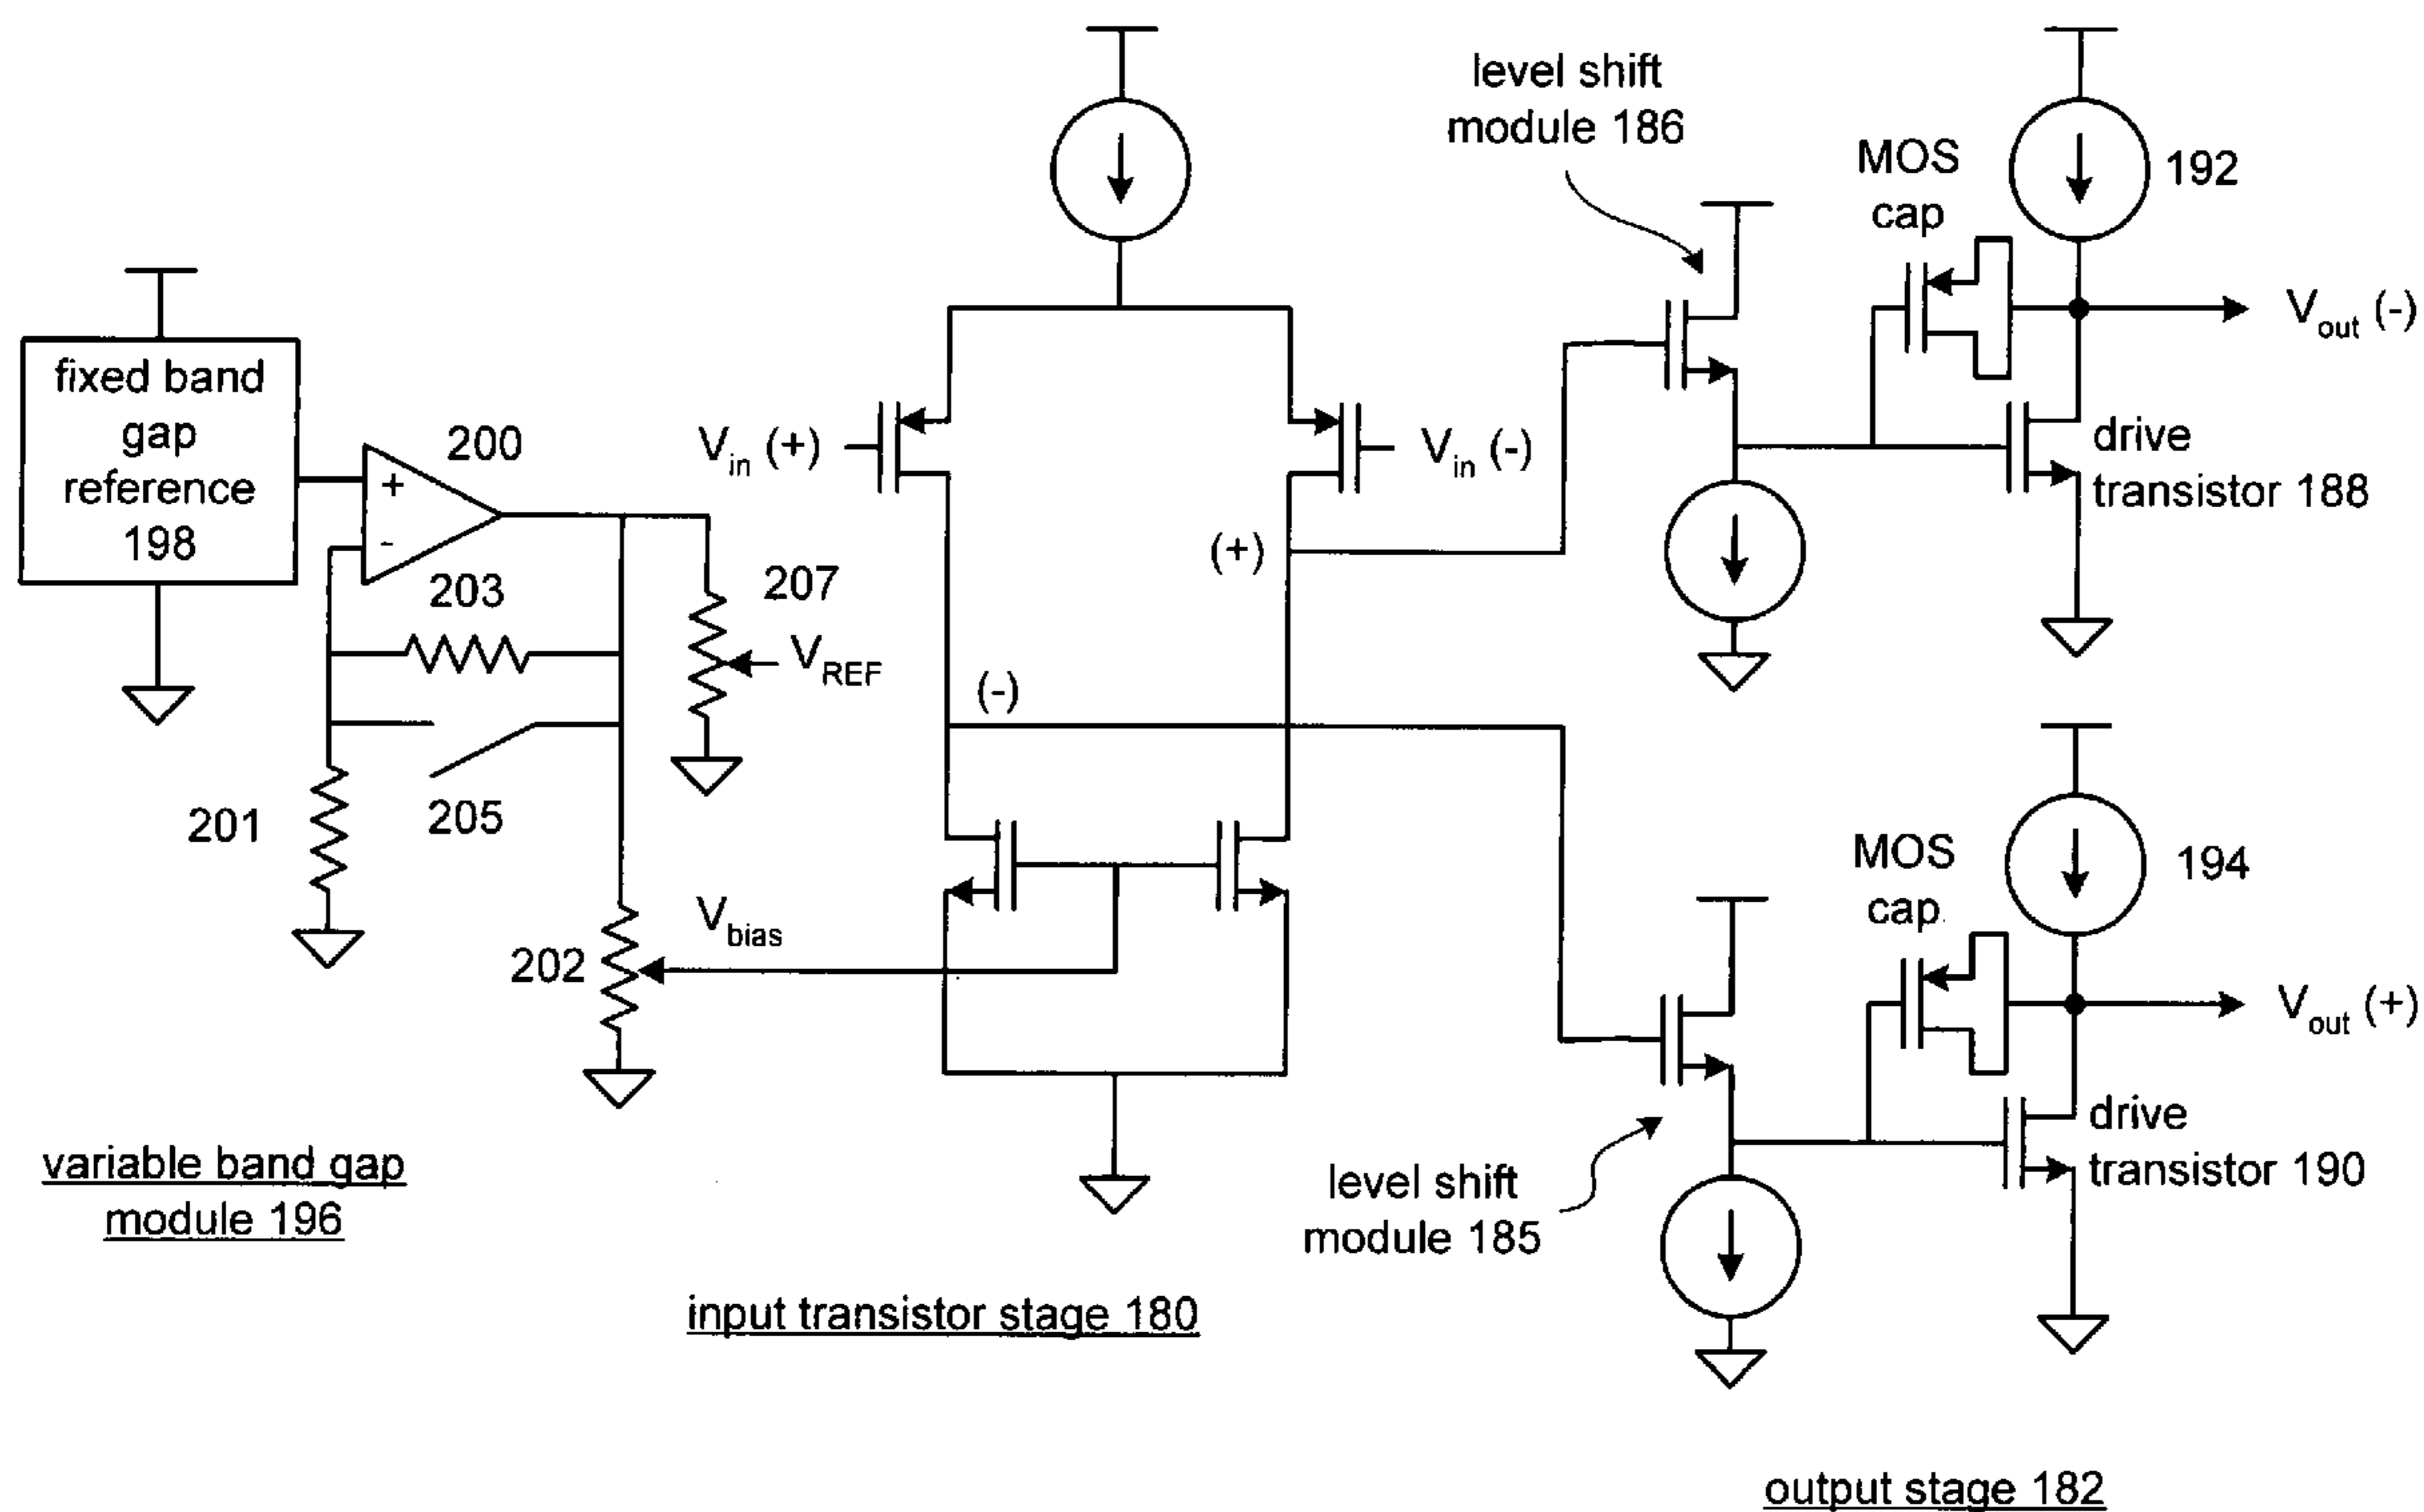 level shift
module 186
MOS
cap
192
V_out (-)
fixed band
gap
reference
198
+
-
200
V_in (+)
V_in (-)
drive
transistor 188
(+)
203
207
V_REF
(-)
201
205
202
V_bias
MOS
cap
194
V_out (+)
drive
transistor 190
level shift
module 185
variable band gap
module 196
input transistor stage 180
output stage 182